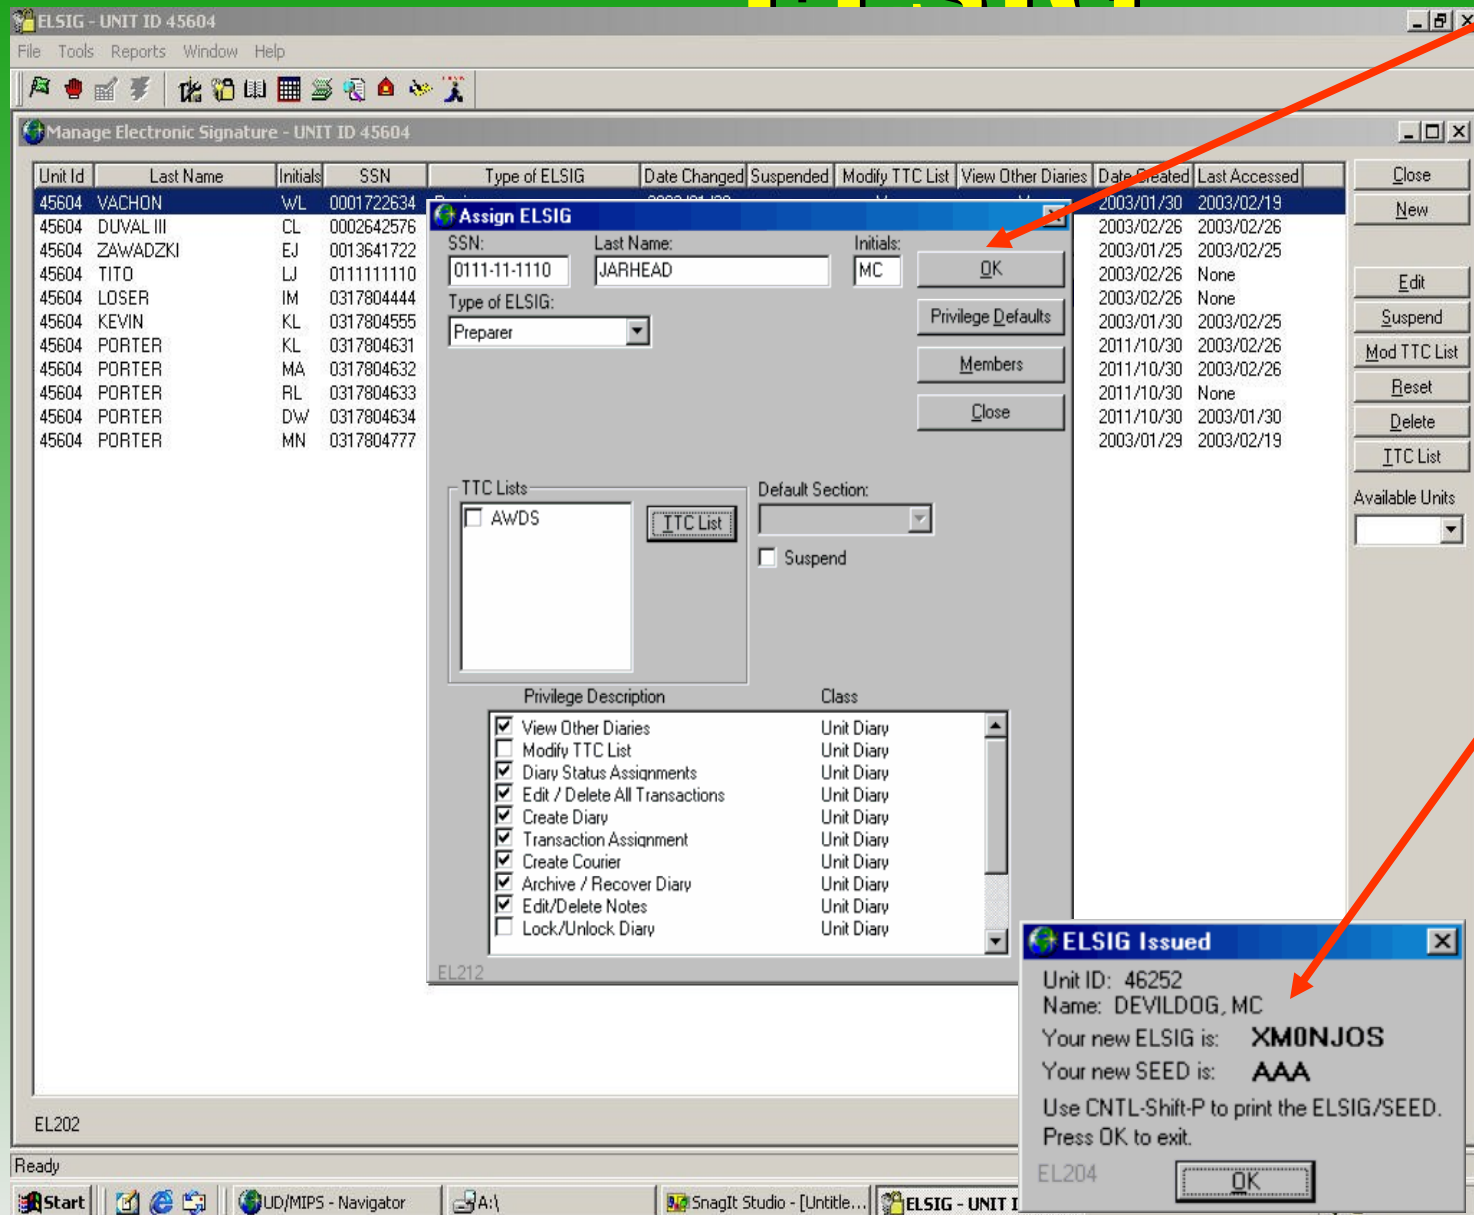 ELSIG - UNIT ID 45604
File Tools Reports Window Help
Manage Electronic Signature - UNIT ID 45604
Unit Id Last Name Initials SSN Type of ELSIG Date Changed Suspended Modify TTC List View Other Diaries Date Created Last Accessed
45604 VACHON WL 0001722634 2003/01/30 2003/02/19
45604 DUVAL III CL 0002642576 2003/02/26 2003/02/26
45604 ZAWADZKI EJ 0013641722 2003/01/25 2003/02/25
45604 TITO LJ 0111111110 2003/02/26 None
45604 LOSER IM 0317804444 2003/02/26 None
45604 KEVIN KL 0317804555 2003/01/30 2003/02/25
45604 PORTER KL 0317804631 2011/10/30 2003/02/26
45604 PORTER MA 0317804632 2011/10/30 2003/02/26
45604 PORTER RL 0317804633 2011/10/30 None
45604 PORTER DW 0317804634 2011/10/30 2003/01/30
45604 PORTER MN 0317804777 2003/01/29 2003/02/19
Close
New
Edit
Suspend
Mod TTC List
Reset
Delete
TTC List
Available Units
Assign ELSIG
SSN: Last Name: Initials:
0111-11-1110 JARHEAD MC
OK
Type of ELSIG:
Preparer
Privilege Defaults
Members
Close
TTC Lists
AWDS
TTC List
Default Section:
Suspend
Privilege Description Class
View Other Diaries Unit Diary
Modify TTC List Unit Diary
Diary Status Assignments Unit Diary
Edit / Delete All Transactions Unit Diary
Create Diary Unit Diary
Transaction Assignment Unit Diary
Create Courier Unit Diary
Archive / Recover Diary Unit Diary
Edit/Delete Notes Unit Diary
Lock/Unlock Diary Unit Diary
EL212
ELSIG Issued
Unit ID: 46252
Name: DEVILDOG, MC
Your new ELSIG is: XM0NJOS
Your new SEED is: AAA
Use CNTL-Shift-P to print the ELSIG/SEED.
Press OK to exit.
EL204
OK
EL202
Ready
Start UD/MIPS - Navigator A:\ SnagIt Studio - [Untitle... ELSIG - UNIT I